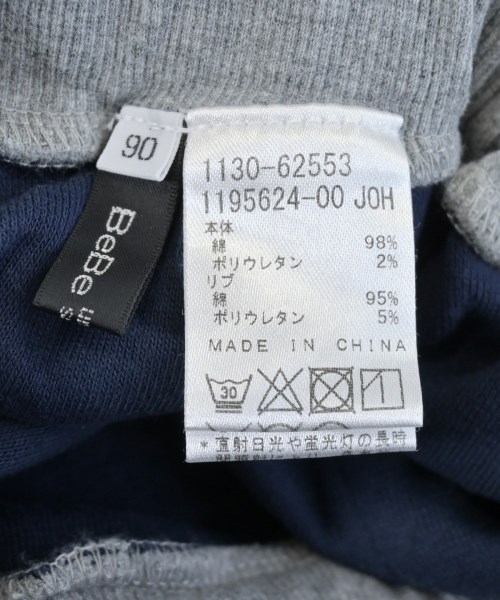 90
BeBe
1130-62553
1195624-00 JOH
本体
綿 98%
ポリウレタン 2%
リブ
綿 95%
ポリウレタン 5%
MADE IN CHINA
30
*直射日光や蛍光灯の長時